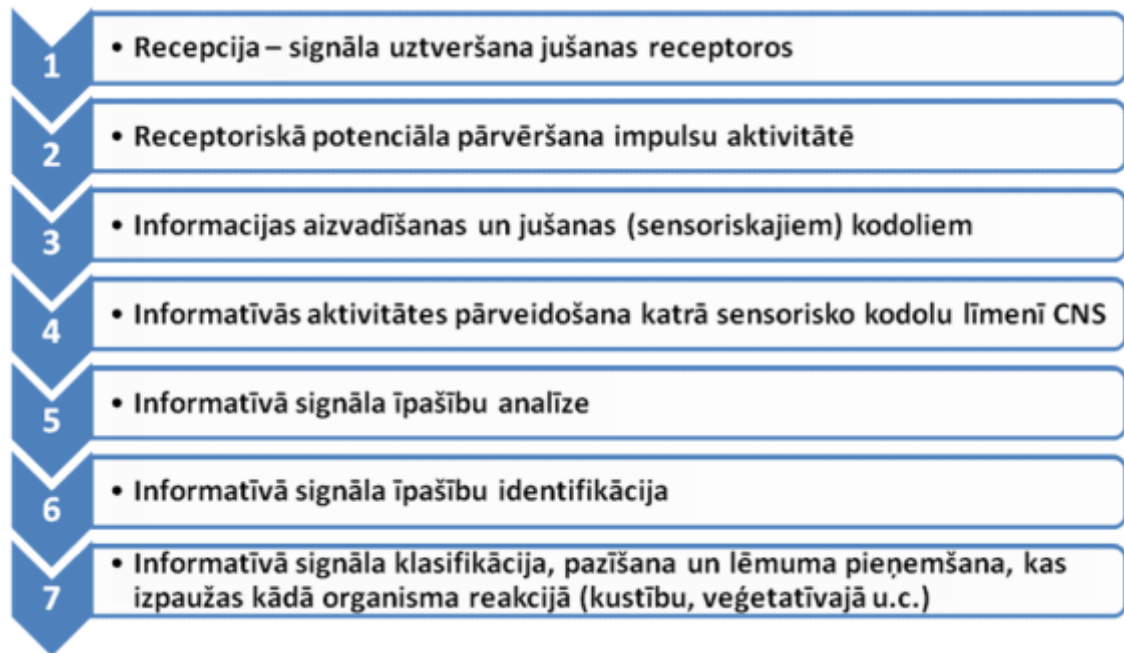 1
• Recepcija – signāla uztveršana jušanas receptoros
2
• Receptoriskā potenciāla pārvēršana impulsu aktivitātē
3
• Informacijas aizvadīšanas un jušanas (sensoriskajiem) kodoliem
4
• Informatīvās aktivitātes pārveidošana katrā sensorisko kodolu līmenī CNS
5
• Informatīvā signāla īpašību analīze
6
• Informatīvā signāla īpašību identifikācija
7
• Informatīvā signāla klasifikācija, pazīšana un lēmuma pieņemšana, kas
izpaužas kādā organisma reakcijā (kustību, veģetatīvajā u.c.)